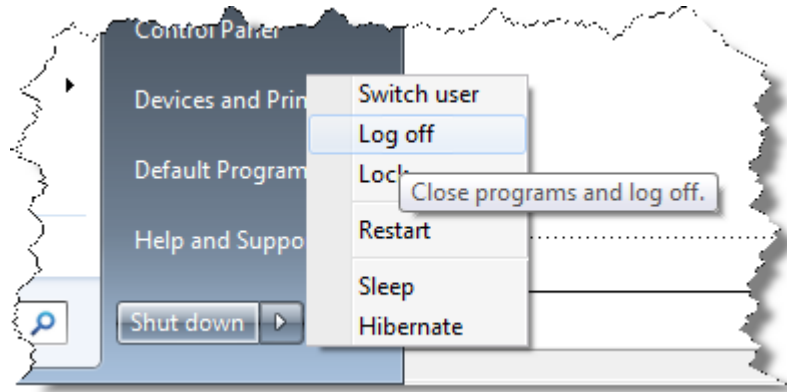 Control Panel
Devices and Prin
Default Program
Help and Suppo
Shut down
Switch user
Log off
Lock
Close programs and log off.
Restart
Sleep
Hibernate